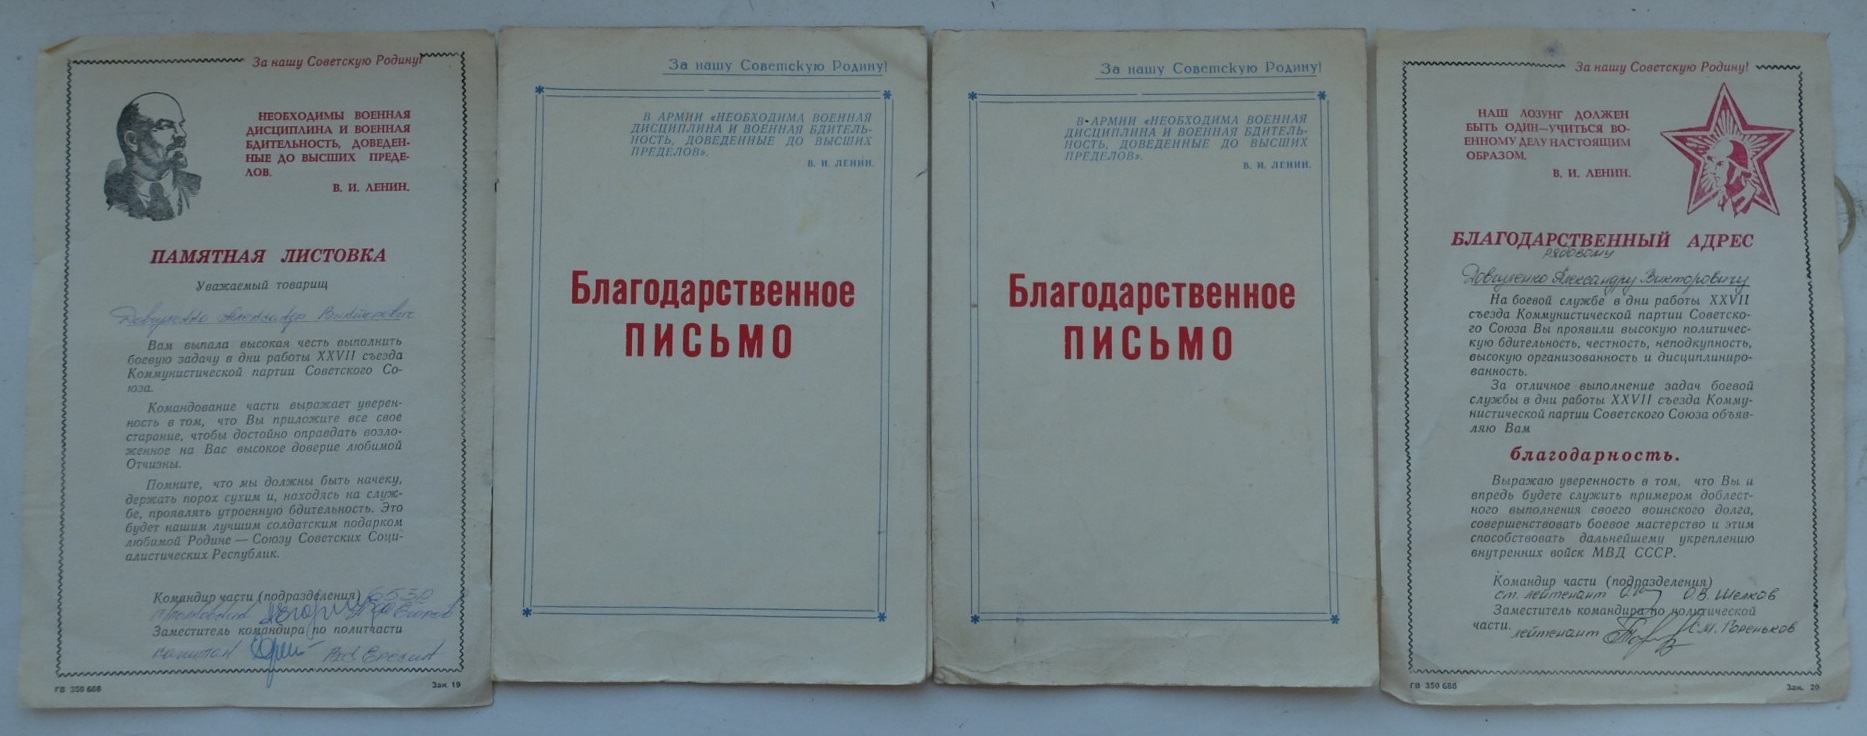 За нашу Советскую Родину!
НЕОБХОДИМЫ ВОЕННАЯ
ДИСЦИПЛИНА И ВОЕННАЯ
БДИТЕЛЬНОСТЬ, ДОВЕДЕН-
НЫЕ ДО ВЫСШИХ ПРЕДЕ-
ЛОВ.
В. И. ЛЕНИН.
ПАМЯТНАЯ ЛИСТОВКА
Уважаемый товарищ
Александр Викторович
Вам выпала высокая честь выполнить
боевую задачу в дни работы XXVII съезда
Коммунистической партии Советского Со-
юза.
Командование части выражает уверен-
ность в том, что Вы приложите все свое
старание, чтобы достойно оправдать возло-
женное на Вас высокое доверие любимой
Отчизны.
Помните, что мы должны быть начеку,
держать порох сухим и, находясь на служ-
бе, проявлять утроенную бдительность. Это
будет нашим лучшим солдатским подарком
любимой Родине — Союзу Советских Соци-
алистических Республик.
Командир части (подразделения)
Заместитель командира по политчасти
капитан
ГВ 350 686
Зак. 19
За нашу Советскую Родину!
В АРМИИ «НЕОБХОДИМА ВОЕННАЯ
ДИСЦИПЛИНА И ВОЕННАЯ БДИТЕЛЬ-
НОСТЬ, ДОВЕДЕННЫЕ ДО ВЫСШИХ
ПРЕДЕЛОВ».
В. И. ЛЕНИН.
Благодарственное
ПИСЬМО
За нашу Советскую Родину!
В АРМИИ «НЕОБХОДИМА ВОЕННАЯ
ДИСЦИПЛИНА И ВОЕННАЯ БДИТЕЛЬ-
НОСТЬ, ДОВЕДЕННЫЕ ДО ВЫСШИХ
ПРЕДЕЛОВ».
В. И. ЛЕНИН.
Благодарственное
ПИСЬМО
За нашу Советскую Родину!
НАШ ЛОЗУНГ ДОЛЖЕН
БЫТЬ ОДИН—УЧИТЬСЯ ВО-
ЕННОМУ ДЕЛУ НАСТОЯЩИМ
ОБРАЗОМ.
В. И. ЛЕНИН.
БЛАГОДАРСТВЕННЫЙ АДРЕС
рядовому
Александру Викторовичу
На боевой службе в дни работы XXVII
съезда Коммунистической партии Советско-
го Союза Вы проявили высокую политичес-
кую бдительность, честность, неподкупность,
высокую организованность и дисциплиниро-
ванность.
За отличное выполнение задач боевой
службы в дни работы XXVII съезда Комму-
нистической партии Советского Союза объяв-
ляю Вам
благодарность.
Выражаю уверенность в том, что Вы и
впредь будете служить примером доблест-
ного выполнения своего воинского долга,
совершенствовать боевое мастерство и этим
способствовать дальнейшему укреплению
внутренних войск МВД СССР.
Командир части (подразделения)
ст. лейтенант О.В. Шелков
Заместитель командира по политической
части.
лейтенант С.М. Гореньков
ГВ 350 686
Зак. 20